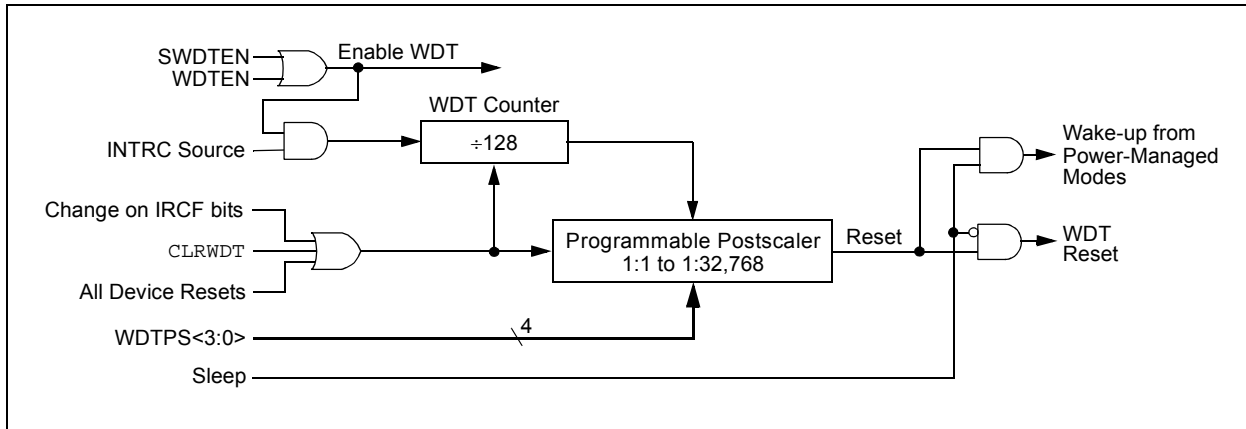 SWDTEN
WDTEN
Enable WDT
WDT Counter
÷128
INTRC Source
Wake-up from
Power-Managed
Modes
Change on IRCF bits
CLRWDT
All Device Resets
Programmable Postscaler
1:1 to 1:32,768
Reset
WDT
Reset
WDTPS<3:0>
4
Sleep